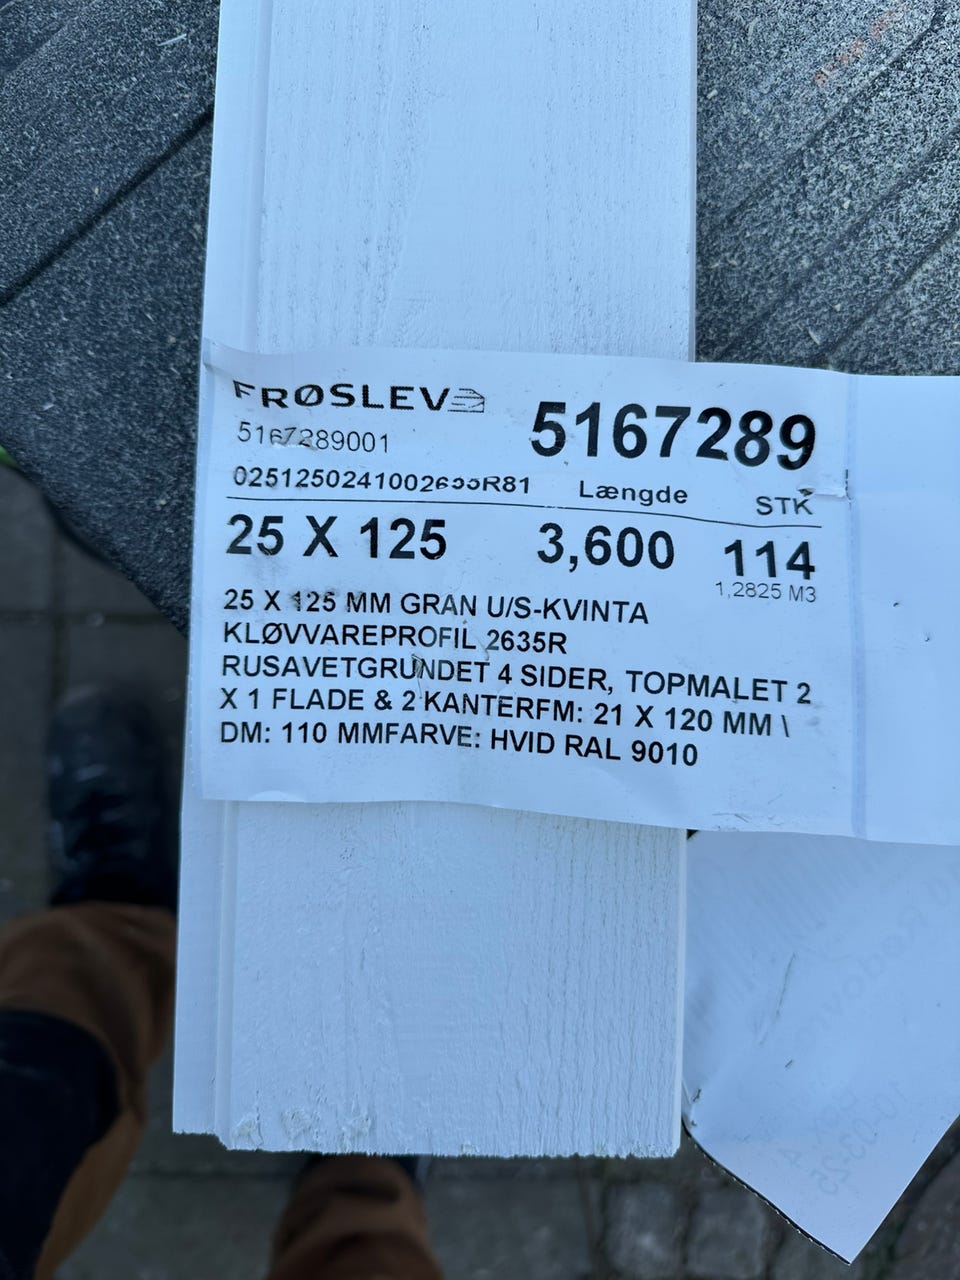 FRØSLEV
5167289
5167289001
Længde
STK
25 X 125
3,600
114
1,2825 M3
25 X 125 MM GRAN U/S-KVINTA
KLØVVAREPROFIL 2635R
RUSAVETGRUNDET 4 SIDER, TOPMALET 2
X 1 FLADE & 2 KANTERFM: 21 X 120 MM \
DM: 110 MMFARVE: HVID RAL 9010